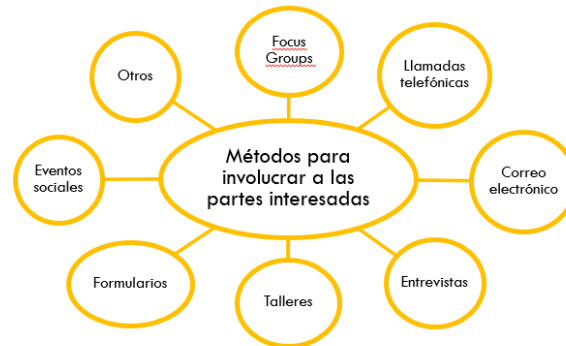 Métodos para
involucrar a las
partes interesadas
Focus
Groups
Llamadas
telefónicas
Correo
electrónico
Entrevistas
Talleres
Formularios
Eventos
sociales
Otros